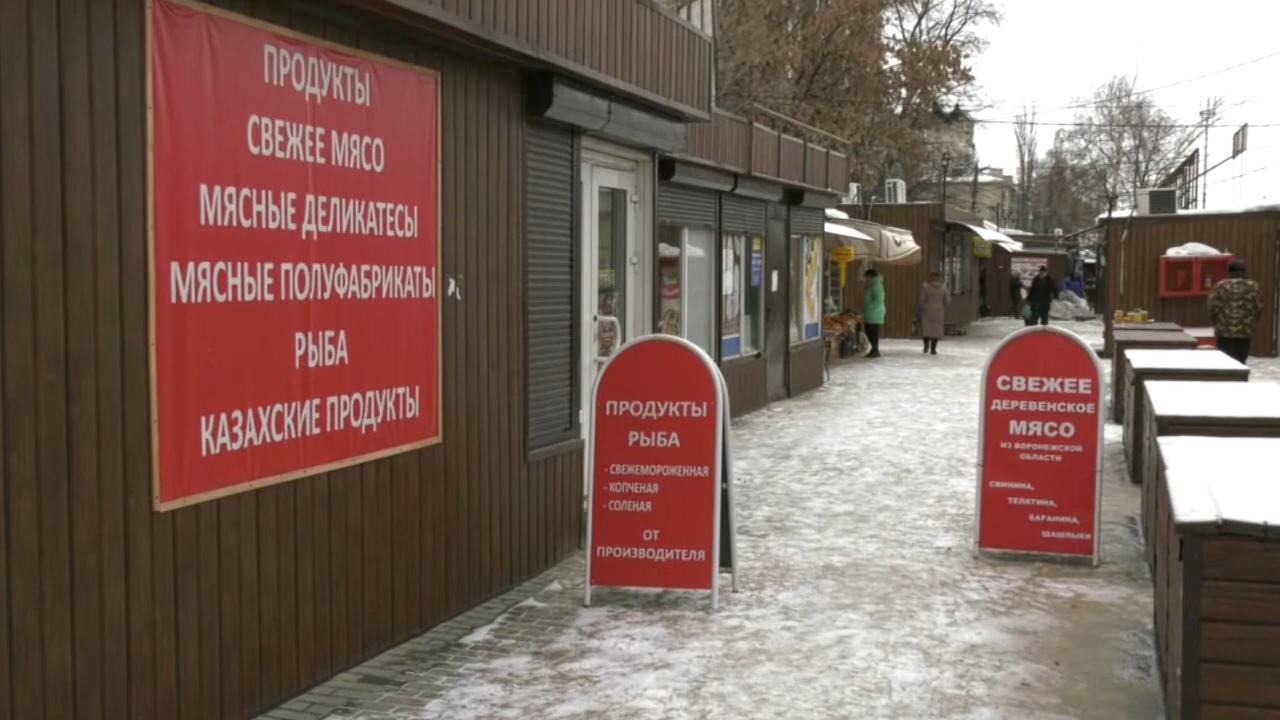 ПРОДУКТЫ
СВЕЖЕЕ МЯСО
МЯСНЫЕ ДЕЛИКАТЕСЫ
МЯСНЫЕ ПОЛУФАБРИКАТЫ
РЫБА
КАЗАХСКИЕ ПРОДУКТЫ
ПРОДУКТЫ
РЫБА
- СВЕЖЕМОРОЖЕННАЯ
- КОПЧЕНАЯ
- СОЛЕНАЯ
ОТ
ПРОИЗВОДИТЕЛЯ
СВЕЖЕЕ
ДЕРЕВЕНСКОЕ
МЯСО
ИЗ ВОРОНЕЖСКОЙ
ОБЛАСТИ
СВИНИНА,
ТЕЛЯТИНА,
БАРАНИНА,
ШАШЛЫКИ